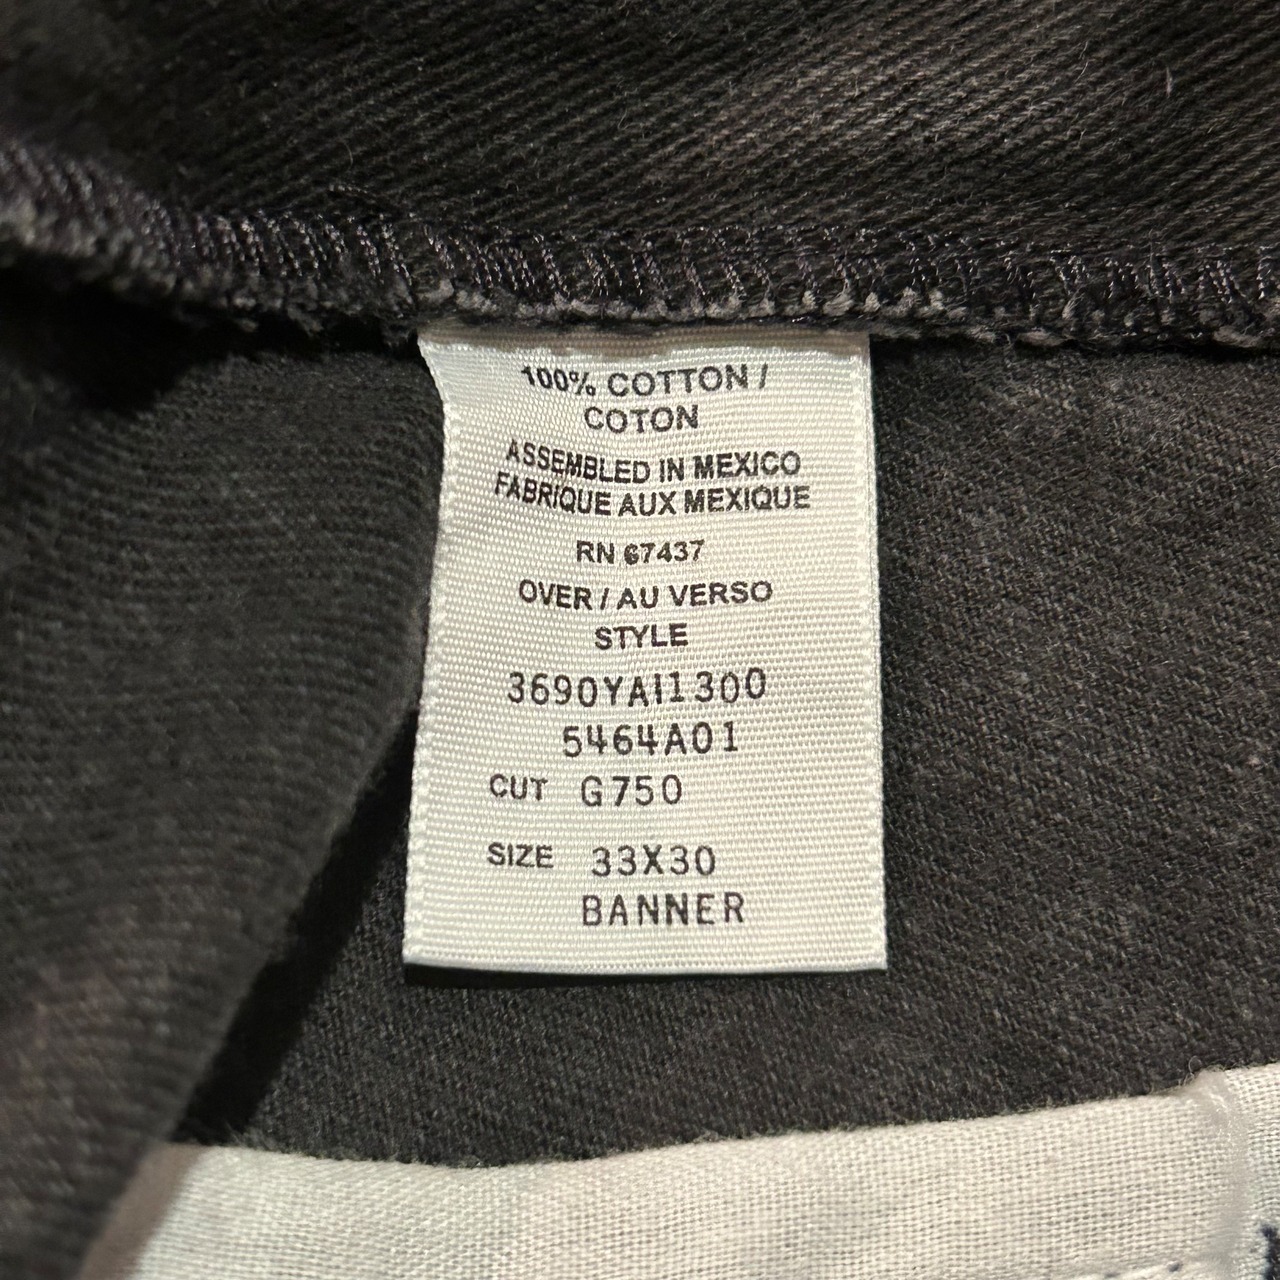 100% COTTON /
COTON
ASSEMBLED IN MEXICO
FABRIQUE AUX MEXIQUE
RN 67437
OVER / AU VERSO
STYLE
3690YAI1300
5464A01
CUT G750
SIZE 33X30
BANNER